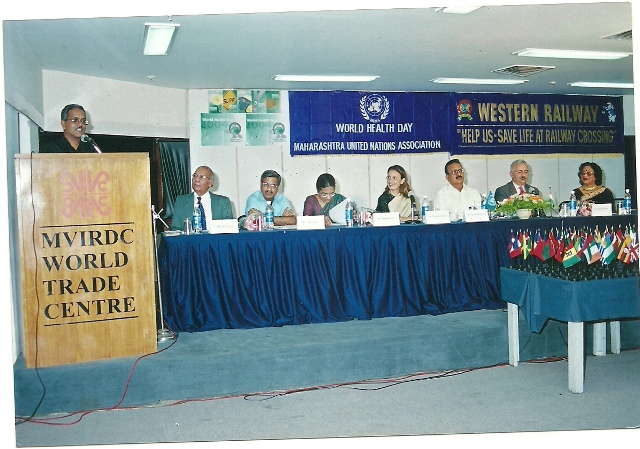 WORLD HEALTH DAY
MAHARASHTRA UNITED NATIONS ASSOCIATION
WESTERN RAILWAY
"HELP US-SAVE LIFE AT RAILWAY CROSSING"
MVIRDC
WORLD
TRADE
CENTRE